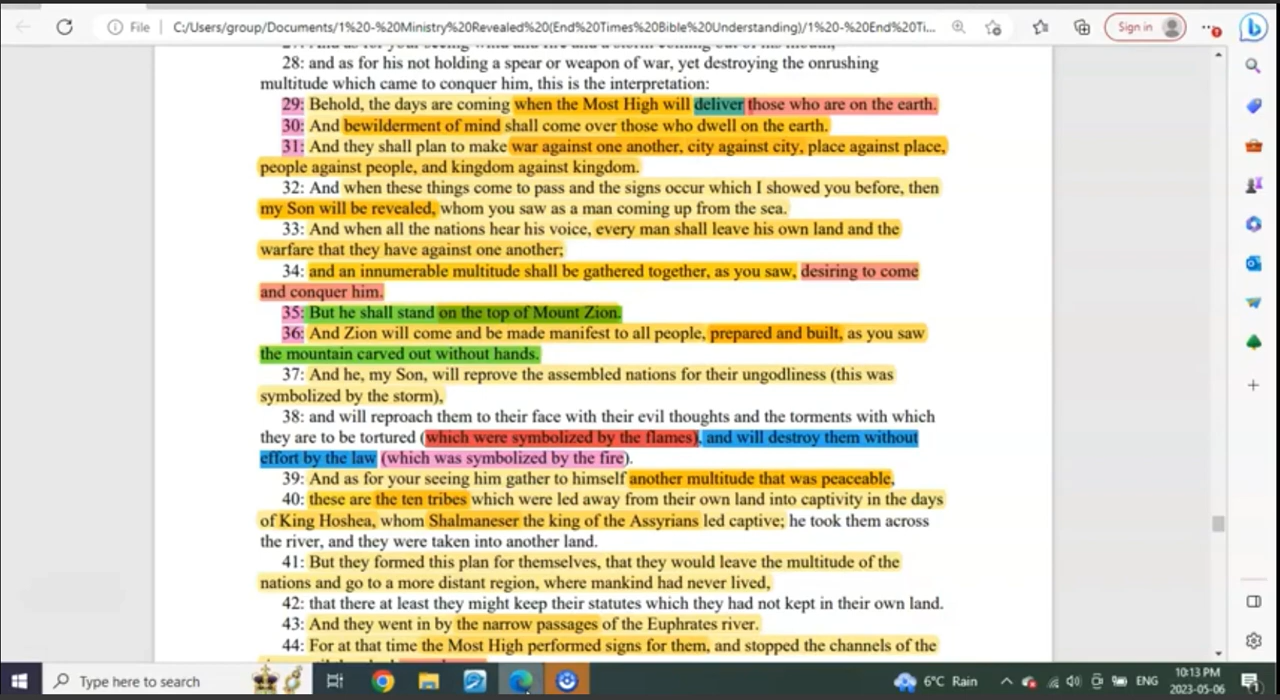 File
C:/Users/group/Documents/1%20-%20Ministry%20Revealed%20(End%20Times%20Bible%20Understanding)/1%20-%20End%20Ti...
Sign in
28: and as for his not holding a spear or weapon of war, yet destroying the onrushing
multitude which came to conquer him, this is the interpretation:
29: Behold, the days are coming when the Most High will deliver those who are on the earth.
30: And bewilderment of mind shall come over those who dwell on the earth.
31: And they shall plan to make war against one another, city against city, place against place,
people against people, and kingdom against kingdom.
32: And when these things come to pass and the signs occur which I showed you before, then
my Son will be revealed, whom you saw as a man coming up from the sea.
33: And when all the nations hear his voice, every man shall leave his own land and the
warfare that they have against one another;
34: and an innumerable multitude shall be gathered together, as you saw, desiring to come
and conquer him.
35: But he shall stand on the top of Mount Zion.
36: And Zion will come and be made manifest to all people, prepared and built, as you saw
the mountain carved out without hands.
37: And he, my Son, will reprove the assembled nations for their ungodliness (this was
symbolized by the storm),
38: and will reproach them to their face with their evil thoughts and the torments with which
they are to be tortured (which were symbolized by the flames), and will destroy them without
effort by the law (which was symbolized by the fire).
39: And as for your seeing him gather to himself another multitude that was peaceable,
40: these are the ten tribes which were led away from their own land into captivity in the days
of King Hoshea, whom Shalmaneser the king of the Assyrians led captive; he took them across
the river, and they were taken into another land.
41: But they formed this plan for themselves, that they would leave the multitude of the
nations and go to a more distant region, where mankind had never lived,
42: that there at least they might keep their statutes which they had not kept in their own land.
43: And they went in by the narrow passages of the Euphrates river.
44: For at that time the Most High performed signs for them, and stopped the channels of the
Type here to search
6°C Rain
ENG
10:13 PM
2023-05-06